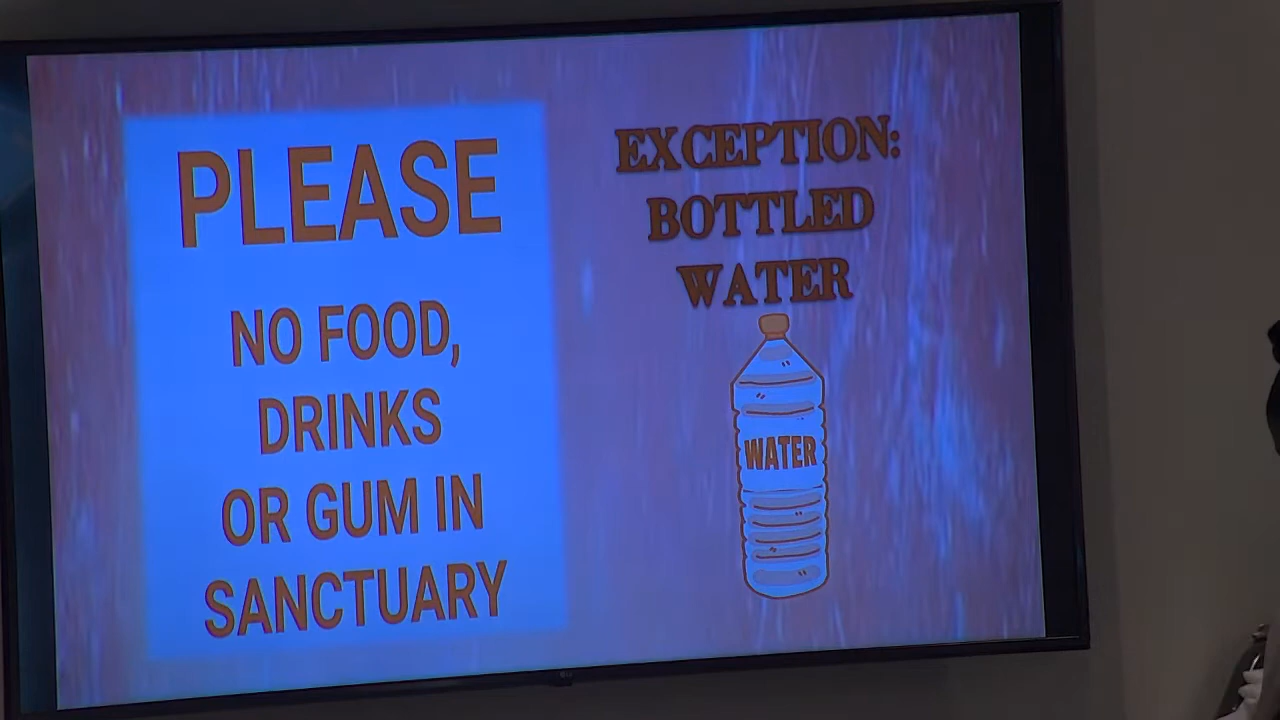 PLEASE
NO FOOD,
DRINKS
OR GUM IN
SANCTUARY
EXCEPTION:
BOTTLED
WATER
WATER